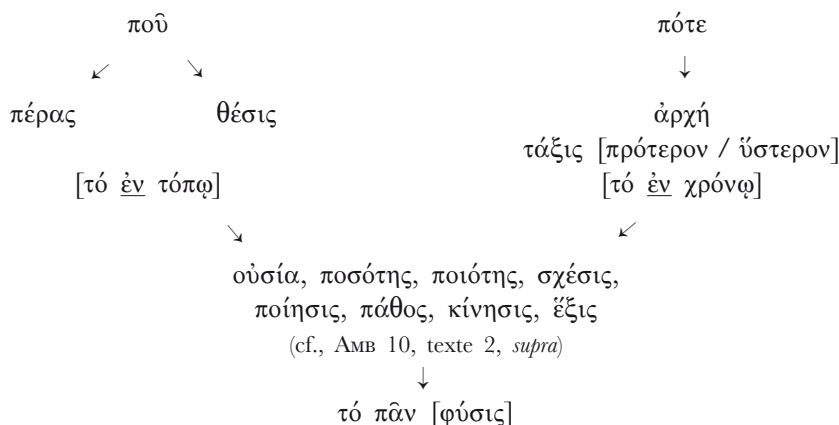 ποῦ πότε
↙ ↘ ↓
πέρας θέσις ἀρχή
τάξις [πρότερον / ὕστερον]
[τό ἐν τόπῳ] [τό ἐν χρόνῳ]
↘ ↙
οὐσία, ποσότης, ποιότης, σχέσις,
ποίησις, πάθος, κίνησις, ἕξις
(cf., AMB 10, texte 2, supra)
↓
τό πᾶν [φύσις]